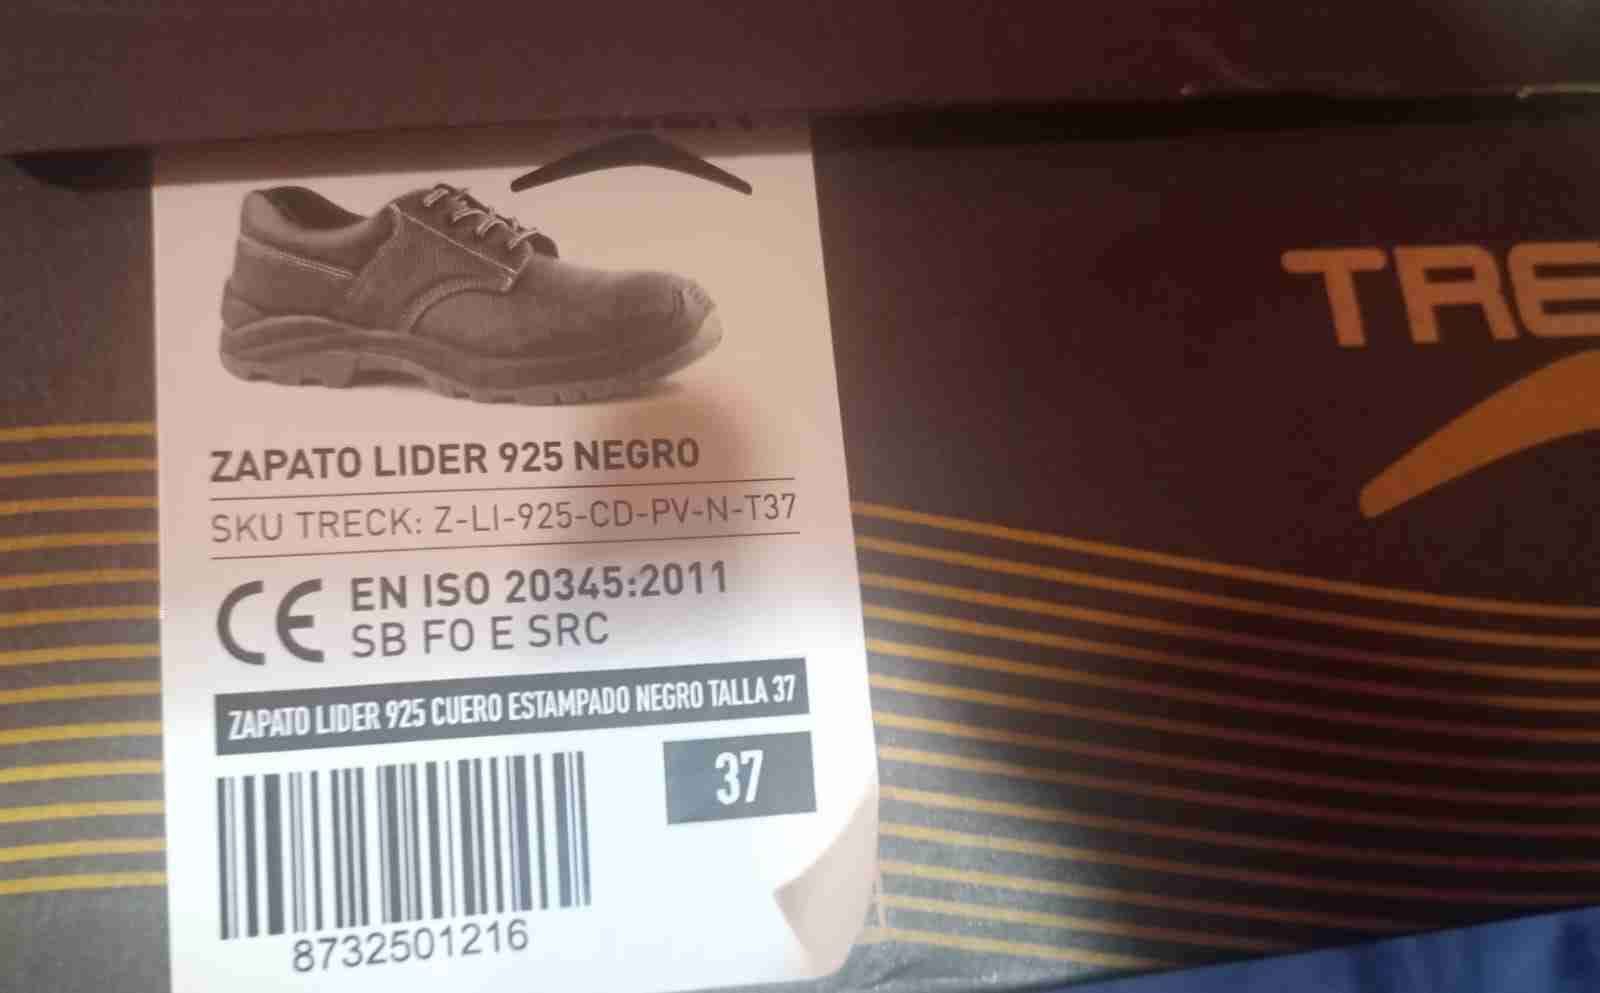 ZAPATO LIDER 925 NEGRO
SKU TRECK: Z-LI-925-CD-PV-N-T37
CE EN ISO 20345:2011
SB FO E SRC
ZAPATO LIDER 925 CUERO ESTAMPADO NEGRO TALLA 37
37
8732501216
TRE